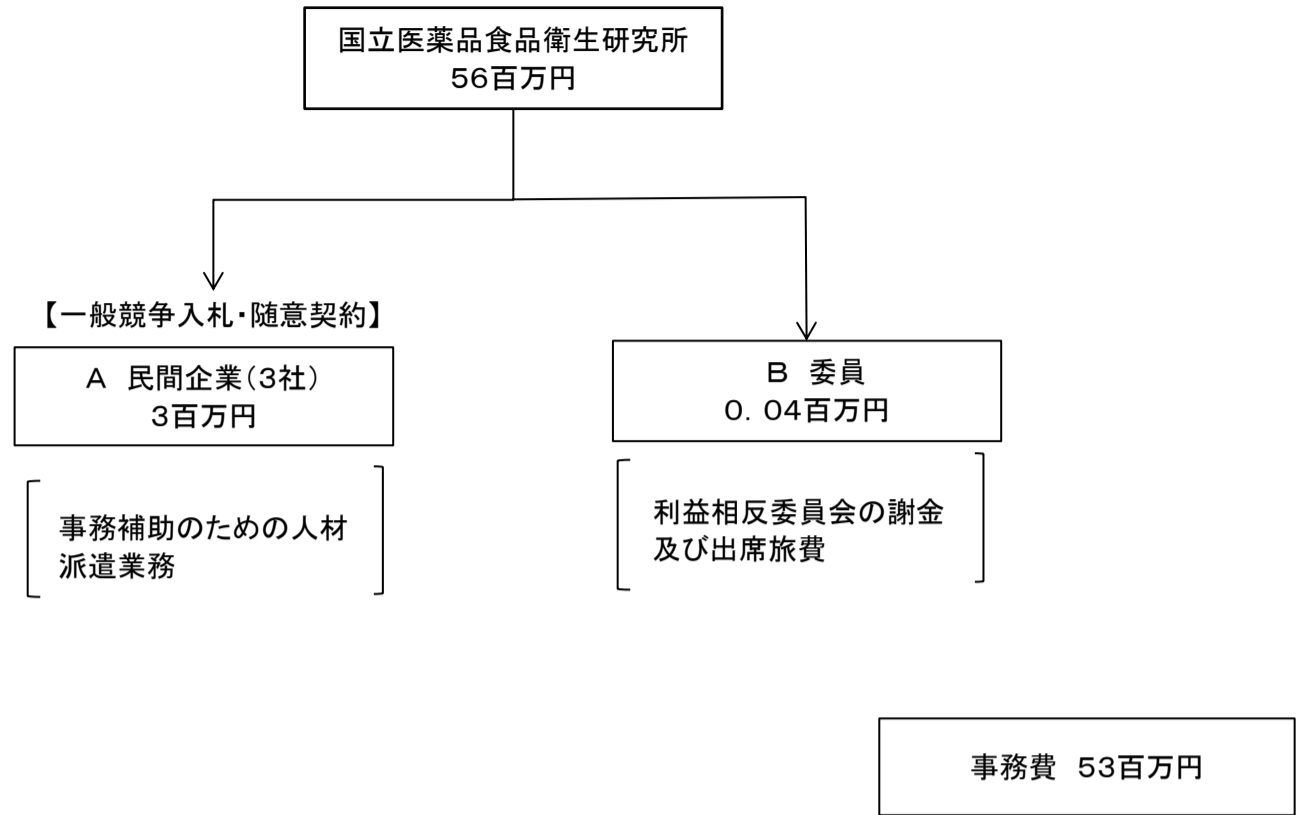 国立医薬品食品衛生研究所
56百万円
【一般競争入札・随意契約】
A　民間企業（3社）
3百万円
B　委員
0．04百万円
事務補助のための人材
派遣業務
利益相反委員会の謝金
及び出席旅費
事務費　53百万円